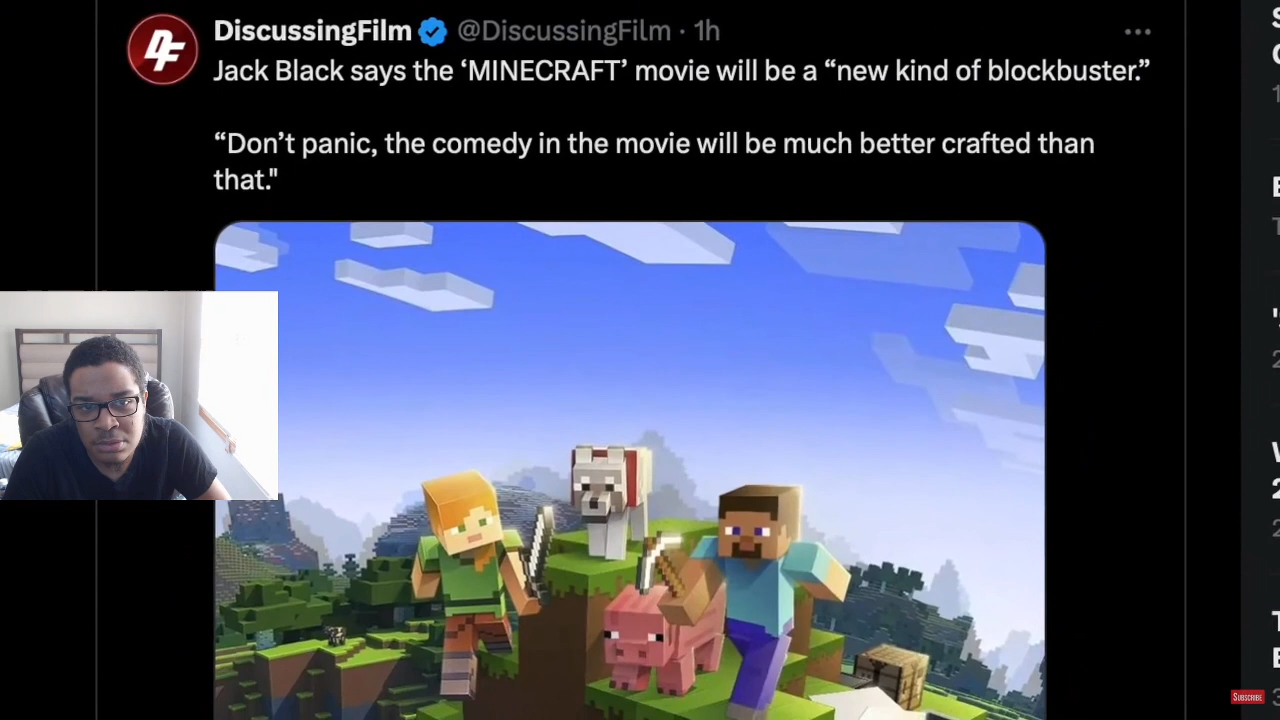 DiscussingFilm @DiscussingFilm · 1h
Jack Black says the ‘MINECRAFT’ movie will be a “new kind of blockbuster.”
“Don’t panic, the comedy in the movie will be much better crafted than
that."
SUBSCRIBE